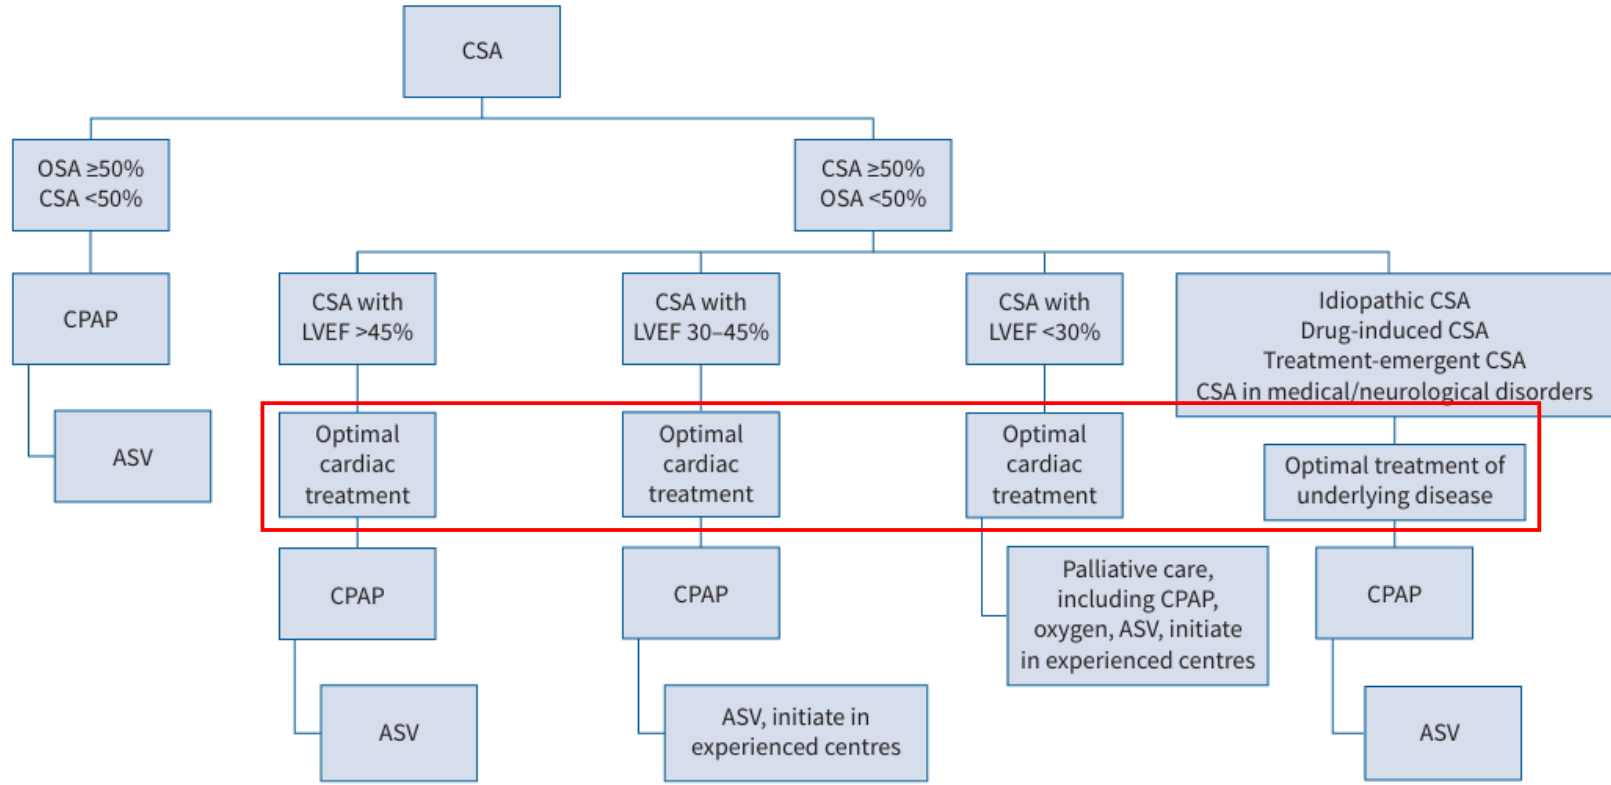 CSA
OSA ≥50%
CSA <50%
CSA ≥50%
OSA <50%
CPAP
ASV
CSA with
LVEF >45%
CSA with
LVEF 30–45%
CSA with
LVEF <30%
Idiopathic CSA
Drug-induced CSA
Treatment-emergent CSA
CSA in medical/neurological disorders
Optimal
cardiac
treatment
Optimal
cardiac
treatment
Optimal
cardiac
treatment
Optimal treatment of
underlying disease
CPAP
CPAP
Palliative care,
including CPAP,
oxygen, ASV, initiate
in experienced centres
CPAP
ASV
ASV, initiate in
experienced centres
ASV